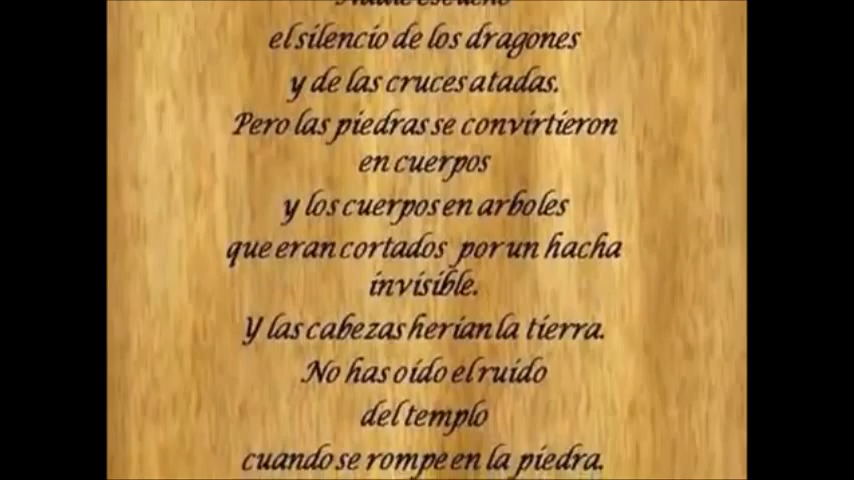 el silencio de los dragones
y de las cruces atadas.
Pero las piedras se convirtieron
en cuerpos
y los cuerpos en arboles
que eran cortados por un hacha
invisible.
Y las cabezas herian la tierra.
No has oído el ruido
del templo
cuando se rompe en la piedra.